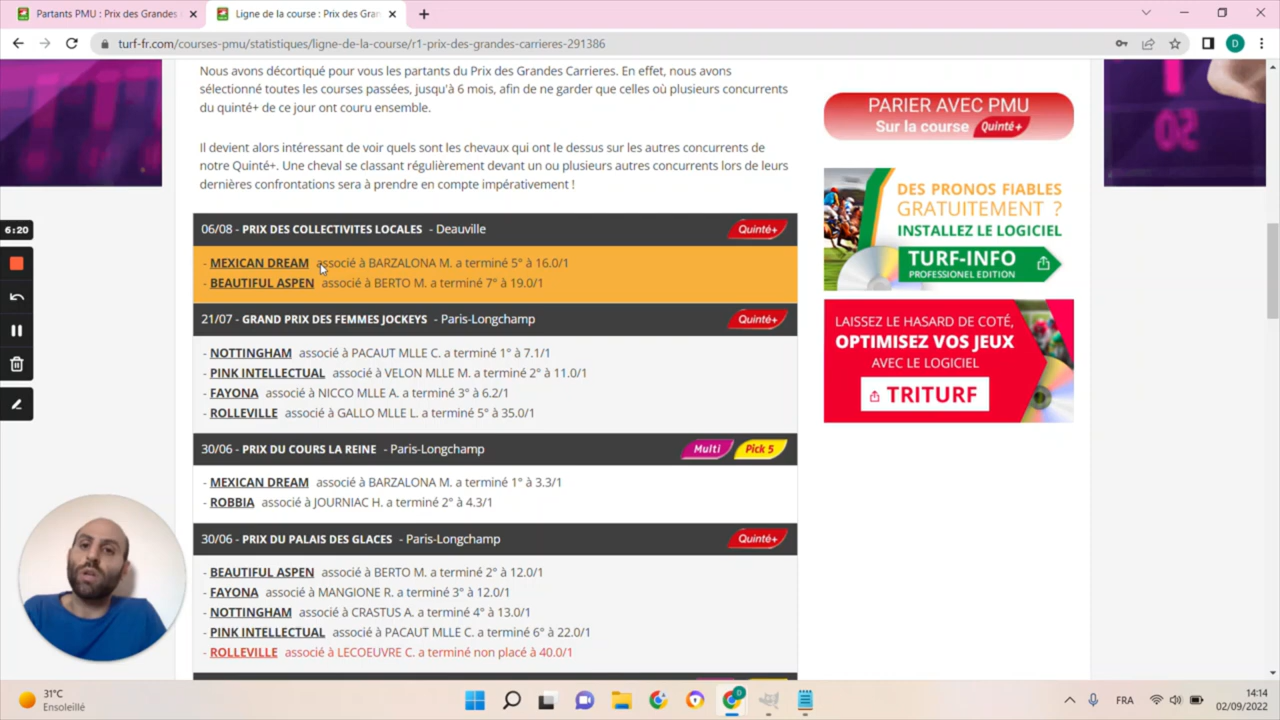 Partants PMU : Prix des Grandes
Ligne de la course : Prix des Gran
turf-fr.com/courses-pmu/statistiques/ligne-de-la-course/r1-prix-des-grandes-carrieres-291386
Nous avons décortiqué pour vous les partants du Prix des Grandes Carrieres. En effet, nous avons
sélectionné toutes les courses passées, jusqu'à 6 mois, afin de ne garder que celles où plusieurs concurrents
du quinté+ de ce jour ont couru ensemble.
Il devient alors intéressant de voir quels sont les chevaux qui ont le dessus sur les autres concurrents de
notre Quinté+. Une cheval se classant régulièrement devant un ou plusieurs autres concurrents lors de leurs
dernières confrontations sera à prendre en compte impérativement !
06/08 - PRIX DES COLLECTIVITES LOCALES - Deauville
Quinté+
- MEXICAN DREAM associé à BARZALONA M. a terminé 5° à 16.0/1
- BEAUTIFUL ASPEN associé à BERTO M. a terminé 7° à 19.0/1
21/07 - GRAND PRIX DES FEMMES JOCKEYS - Paris-Longchamp
Quinté+
- NOTTINGHAM associé à PACAUT MLLE C. a terminé 1° à 7.1/1
- PINK INTELLECTUAL associé à VELON MLLE M. a terminé 2° à 11.0/1
- FAYONA associé à NICCO MLLE A. a terminé 3° à 6.2/1
- ROLLEVILLE associé à GALLO MLLE L. a terminé 5° à 35.0/1
30/06 - PRIX DU COURS LA REINE - Paris-Longchamp
Multi Pick 5
- MEXICAN DREAM associé à BARZALONA M. a terminé 1° à 3.3/1
- ROBBIA associé à JOURNIAC H. a terminé 2° à 4.3/1
30/06 - PRIX DU PALAIS DES GLACES - Paris-Longchamp
Quinté+
- BEAUTIFUL ASPEN associé à BERTO M. a terminé 2° à 12.0/1
- FAYONA associé à MANGIONE R. a terminé 3° à 12.0/1
- NOTTINGHAM associé à CRASTUS A. a terminé 4° à 13.0/1
- PINK INTELLECTUAL associé à PACAUT MLLE C. a terminé 6° à 22.0/1
- ROLLEVILLE associé à LECOEUVRE C. a terminé non placé à 40.0/1
PARIER AVEC PMU
Sur la course Quinté+
DES PRONOS FIABLES
GRATUITEMENT ?
INSTALLEZ LE LOGICIEL
TURF-INFO
PROFESSIONEL EDITION
LAISSEZ LE HASARD DE COTÉ,
OPTIMISEZ VOS JEUX
AVEC LE LOGICIEL
TRITURF
6:20
D
31°C
Ensoleillé
FRA
14:14
02/09/2022